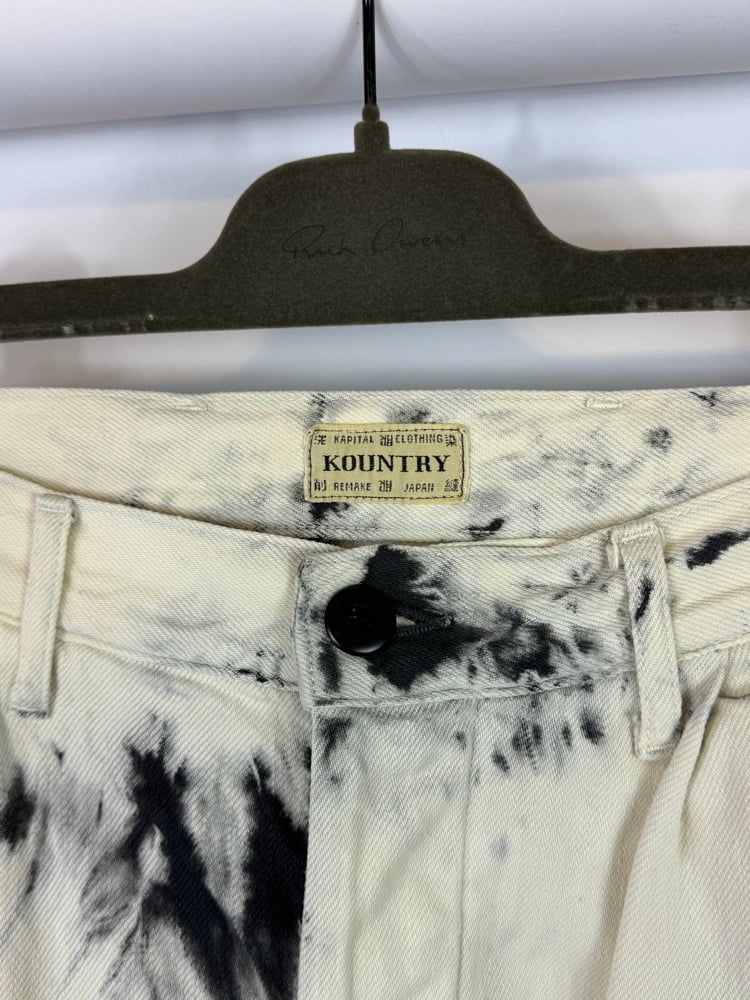 Rick Owens
KAPITAL CLOTHING
KOUNTRY
REMAKE JAPAN